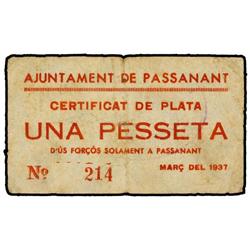 AJUNTAMENT DE PASSANANT
CERTIFICAT DE PLATA
UNA PESSETA
D'ÚS FORÇÓS SOLAMENT A PASSANANT
MARÇ DEL 1937
Nº 214